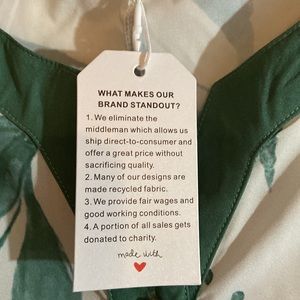 WHAT MAKES OUR
BRAND STANDOUT?
1. We eliminate the
middleman which allows us
ship direct-to-consumer and
offer a great price without
sacrificing quality.
2. Many of our designs are
made recycled fabric.
3. We provide fair wages and
good working conditions.
4. A portion of all sales gets
donated to charity.
made with